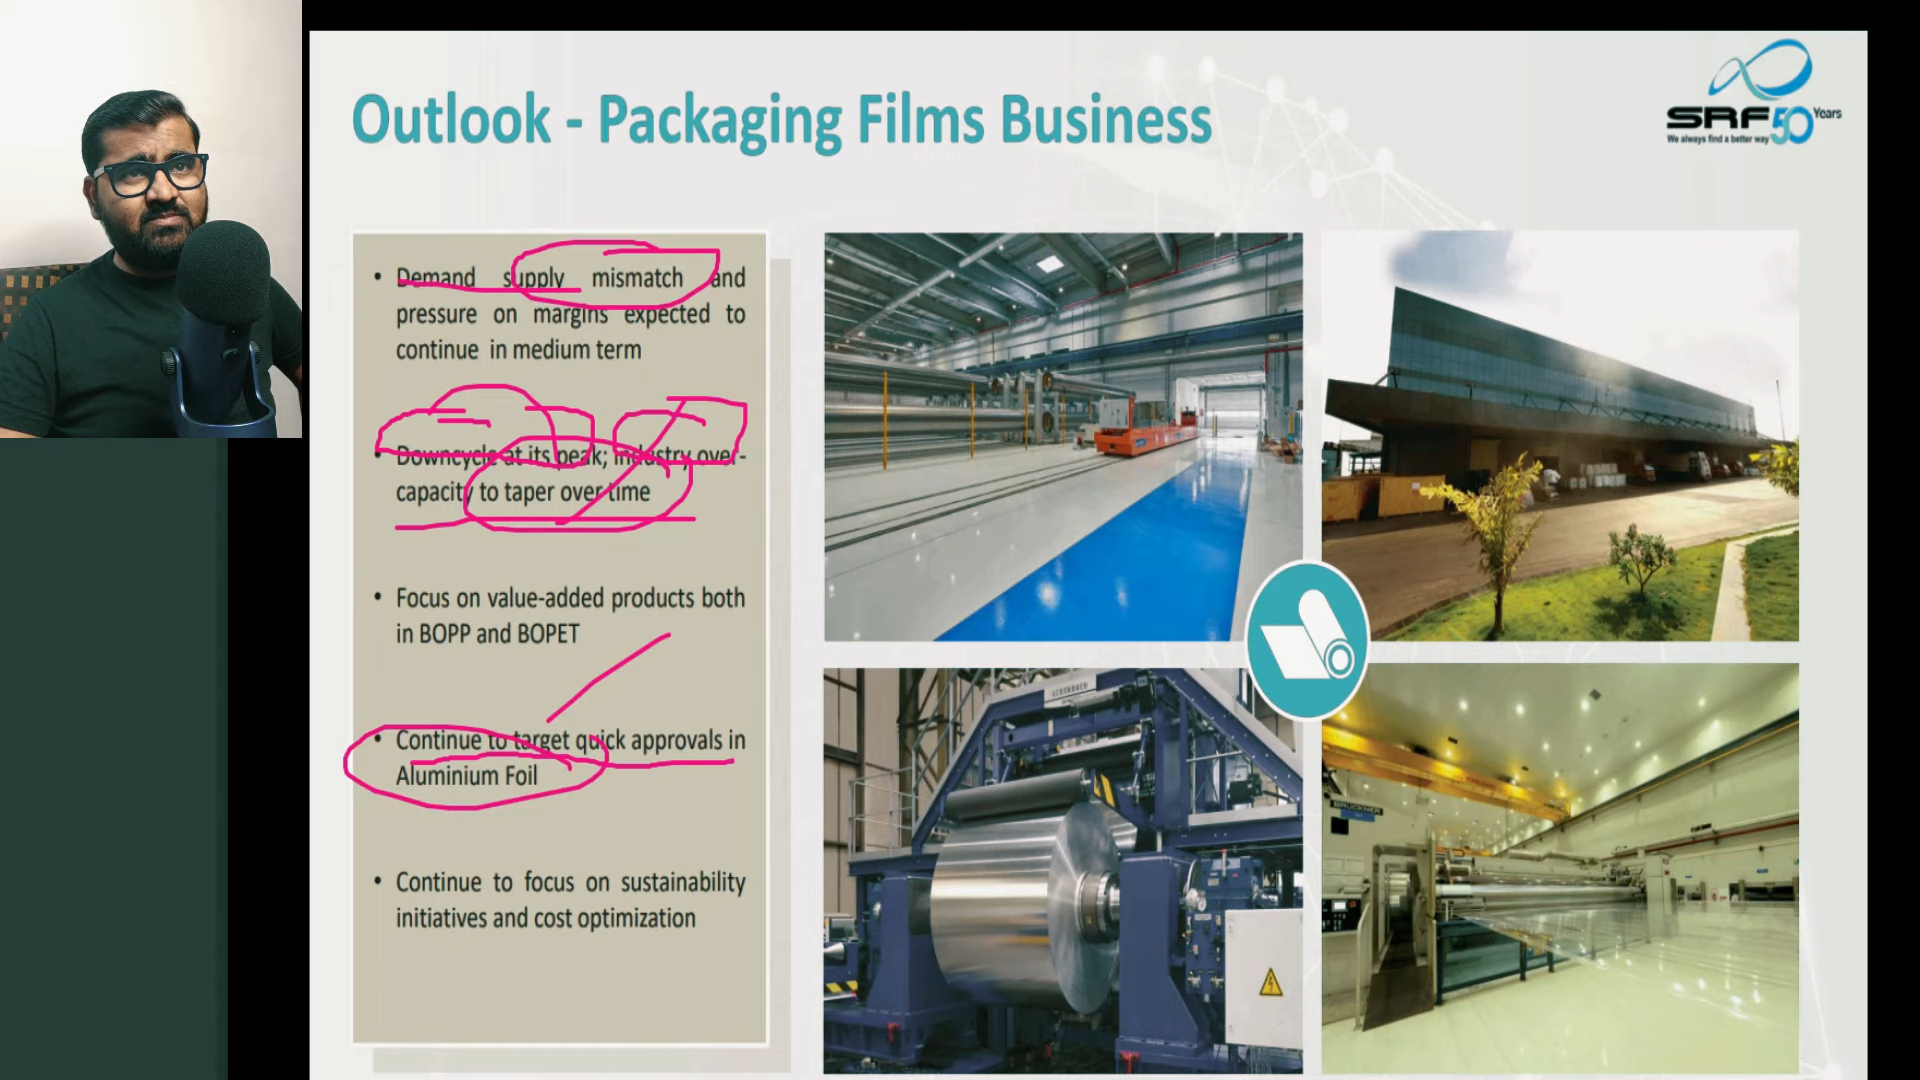 Outlook - Packaging Films Business
SRF 50 Years
We always find a better way
• Demand supply mismatch and
pressure on margins expected to
continue in medium term
• Downcycle at its peak; industry over-
capacity to taper over time
• Focus on value-added products both
in BOPP and BOPET
• Continue to target quick approvals in
Aluminium Foil
• Continue to focus on sustainability
initiatives and cost optimization
ACHENBACH
BRUCKNER